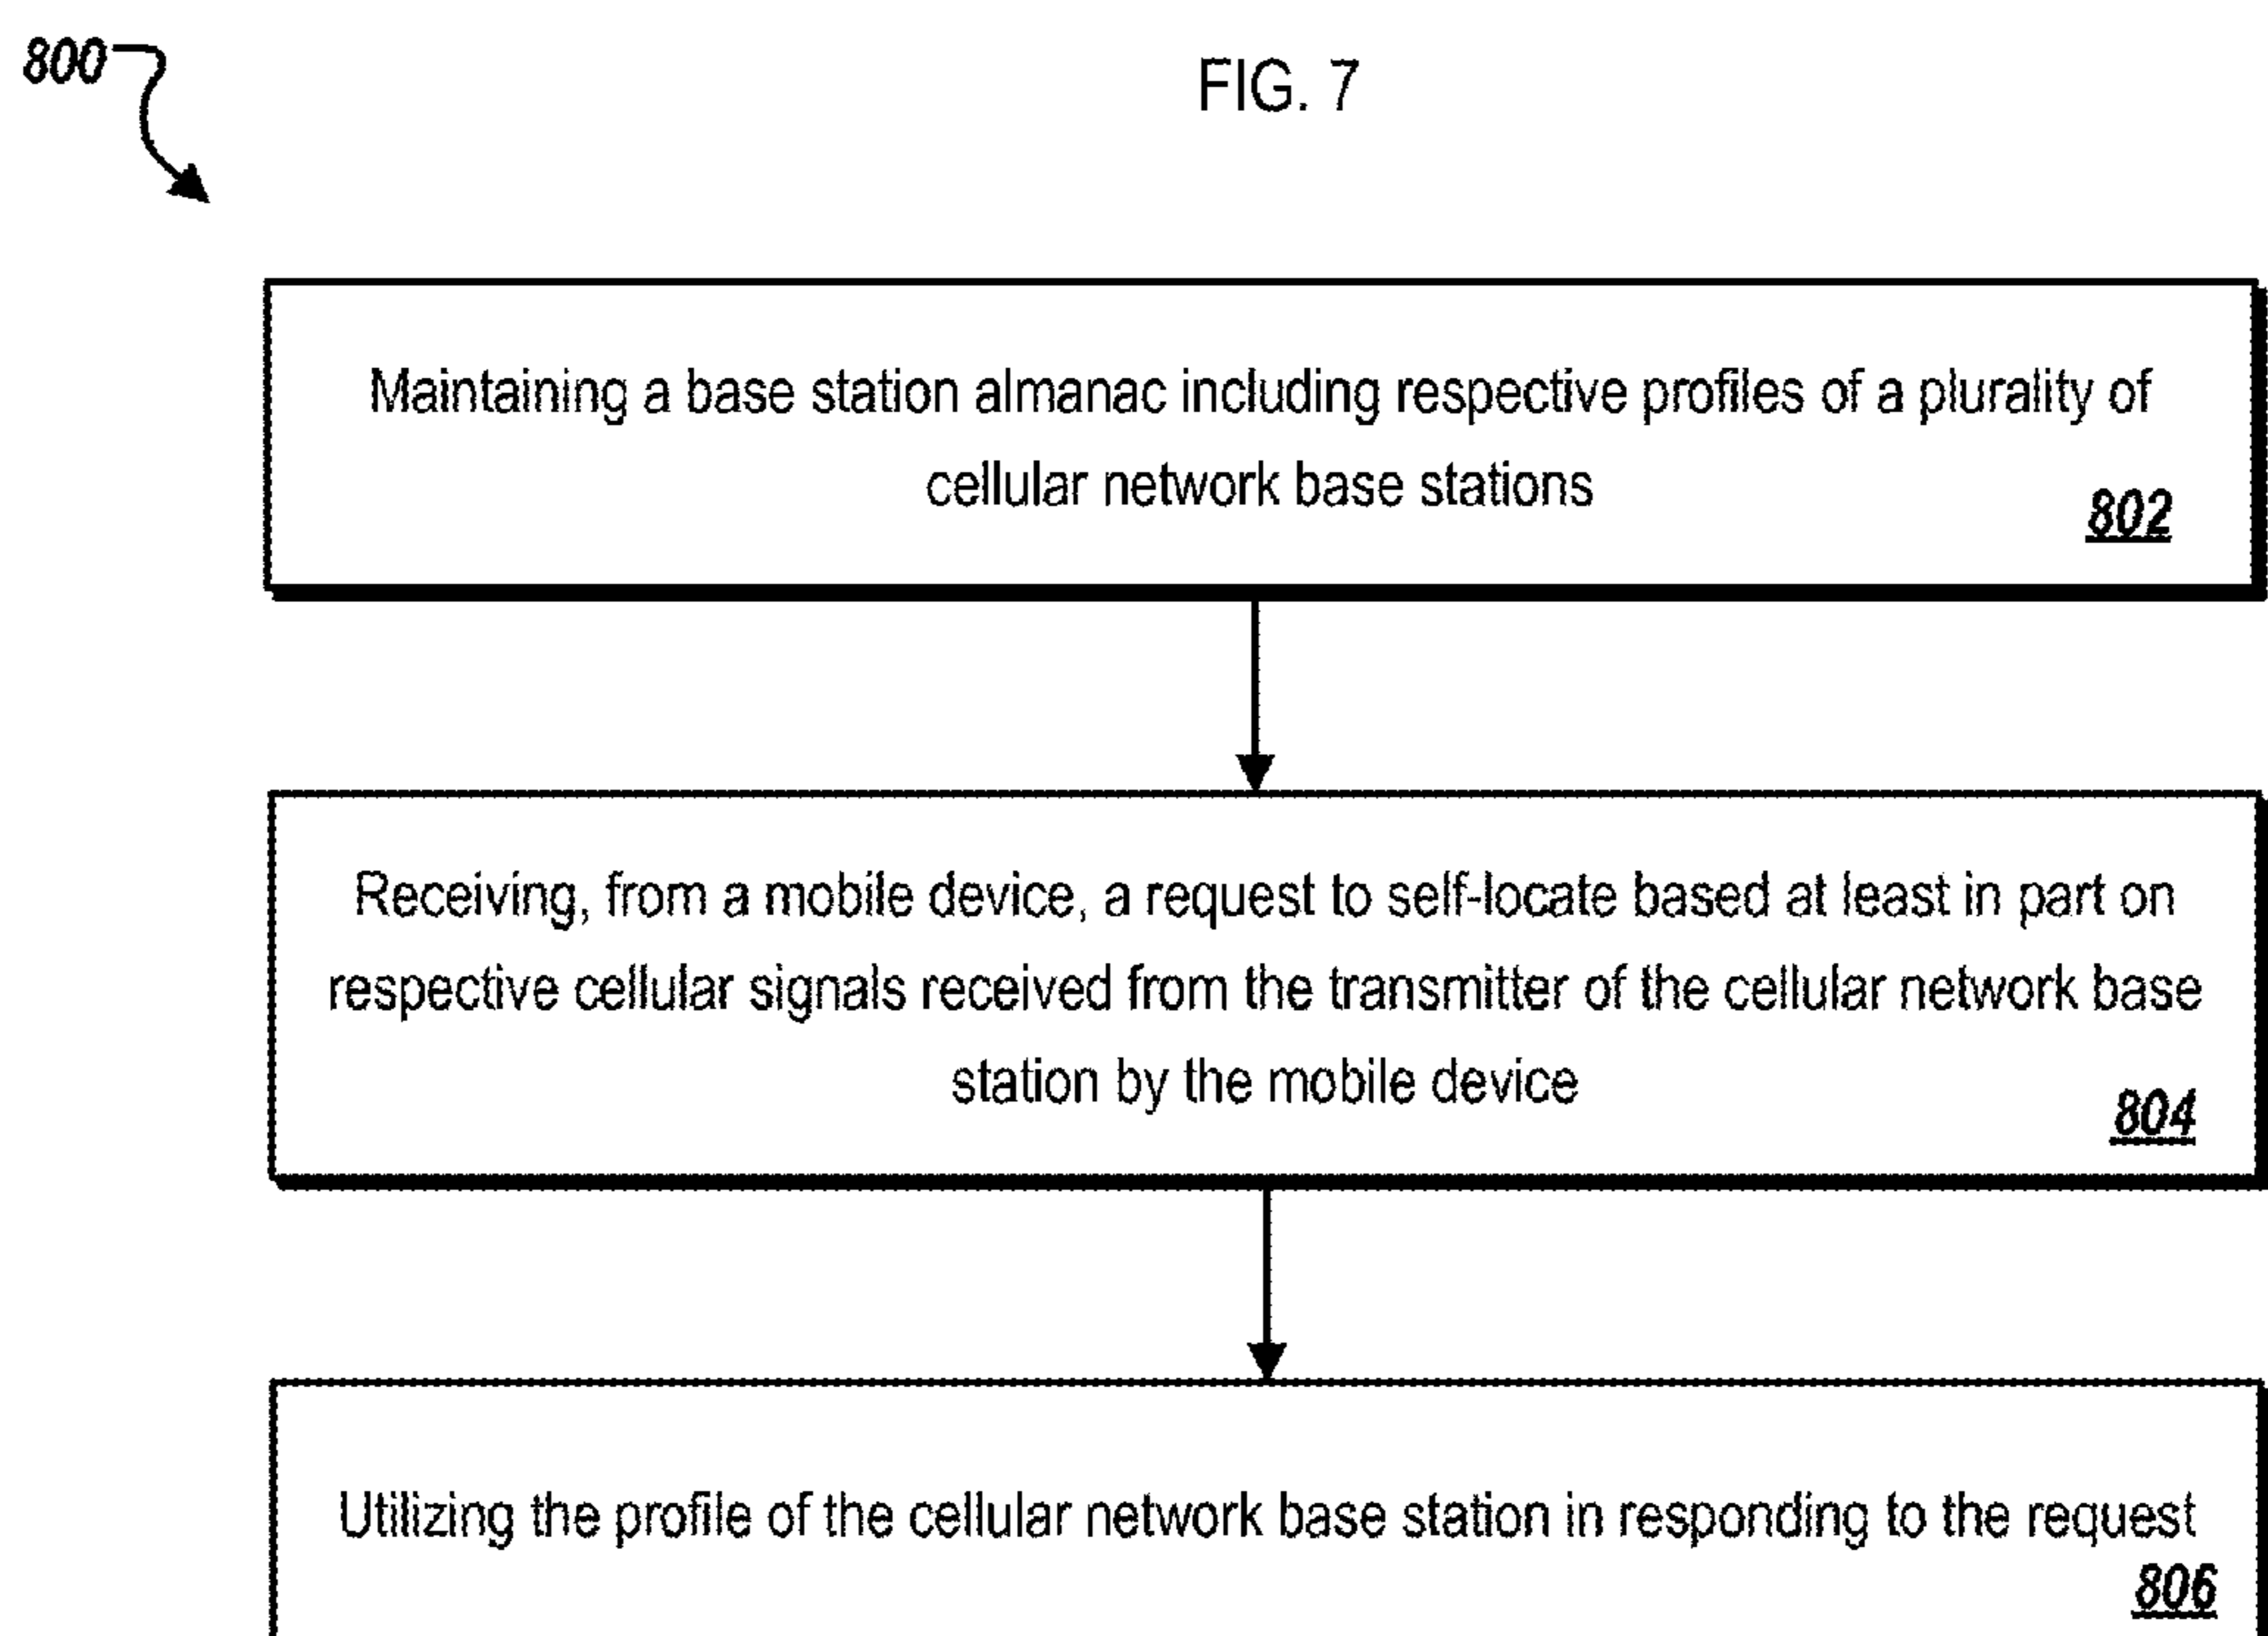 800
FIG. 7
Maintaining a base station almanac including respective profiles of a plurality of
cellular network base stations
802
Receiving, from a mobile device, a request to self-locate based at least in part on
respective cellular signals received from the transmitter of the cellular network base
station by the mobile device
804
Utilizing the profile of the cellular network base station in responding to the request
806